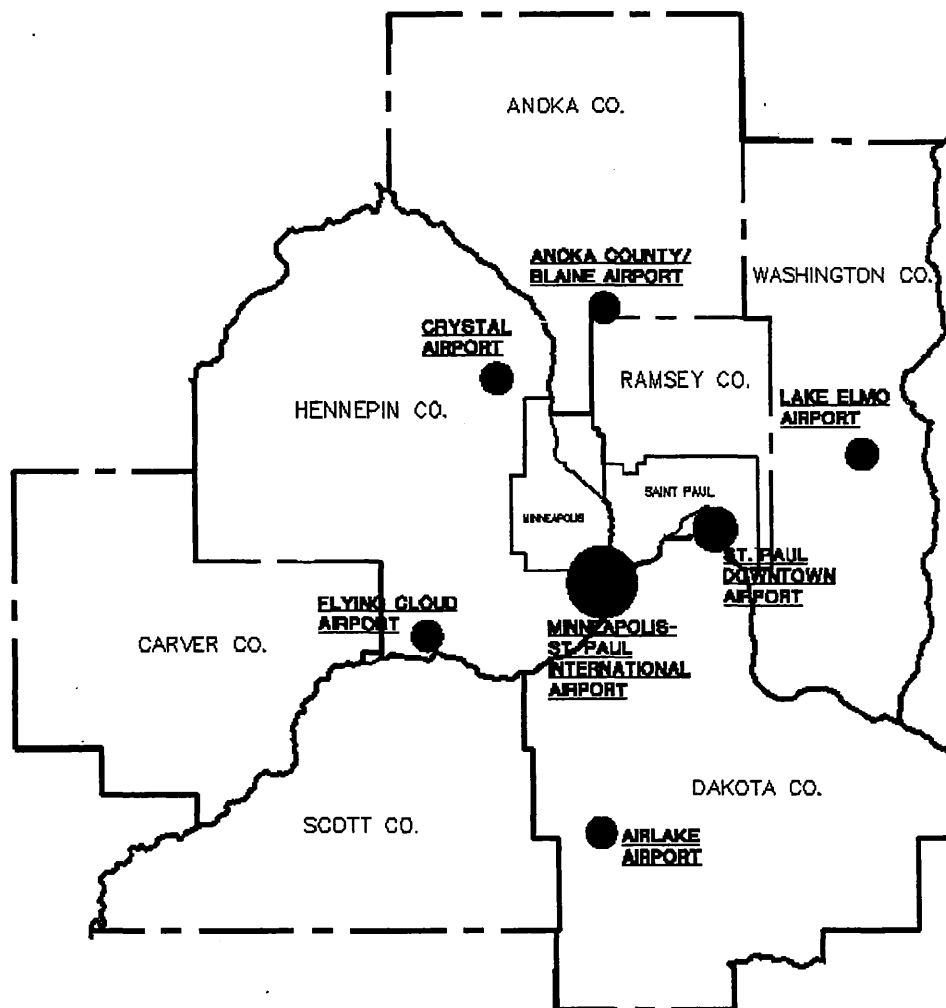 ANOKA CO.
ANOKA COUNTY/
BLAINE AIRPORT
WASHINGTON CO.
CRYSTAL
AIRPORT
RAMSEY CO.
HENNEPIN CO.
LAKE ELMO
AIRPORT
SAINT PAUL
MINNEAPOLIS
ST. PAUL
DOWNTOWN
AIRPORT
FLYING CLOUD
AIRPORT
CARVER CO.
MINNEAPOLIS-
ST. PAUL
INTERNATIONAL
AIRPORT
DAKOTA CO.
SCOTT CO.
AIRLAKE
AIRPORT